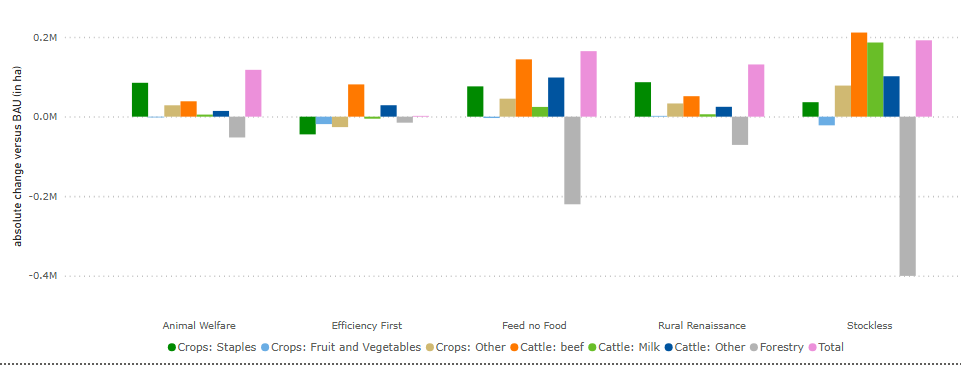 absolute change versus BAU (in ha)
0.2M
0.0M
-0.2M
-0.4M
Animal Welfare
Efficiency First
Feed no Food
Rural Renaissance
Stockless
Crops: Staples Crops: Fruit and Vegetables Crops: Other Cattle: beef Cattle: Milk Cattle: Other Forestry Total